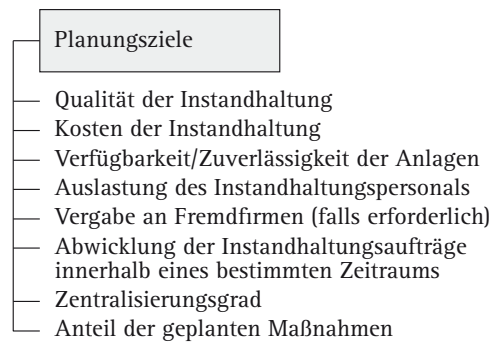 Planungsziele
Qualität der Instandhaltung
Kosten der Instandhaltung
Verfügbarkeit/Zuverlässigkeit der Anlagen
Auslastung des Instandhaltungspersonals
Vergabe an Fremdfirmen (falls erforderlich)
Abwicklung der Instandhaltungsaufträge
innerhalb eines bestimmten Zeitraums
Zentralisierungsgrad
Anteil der geplanten Maßnahmen